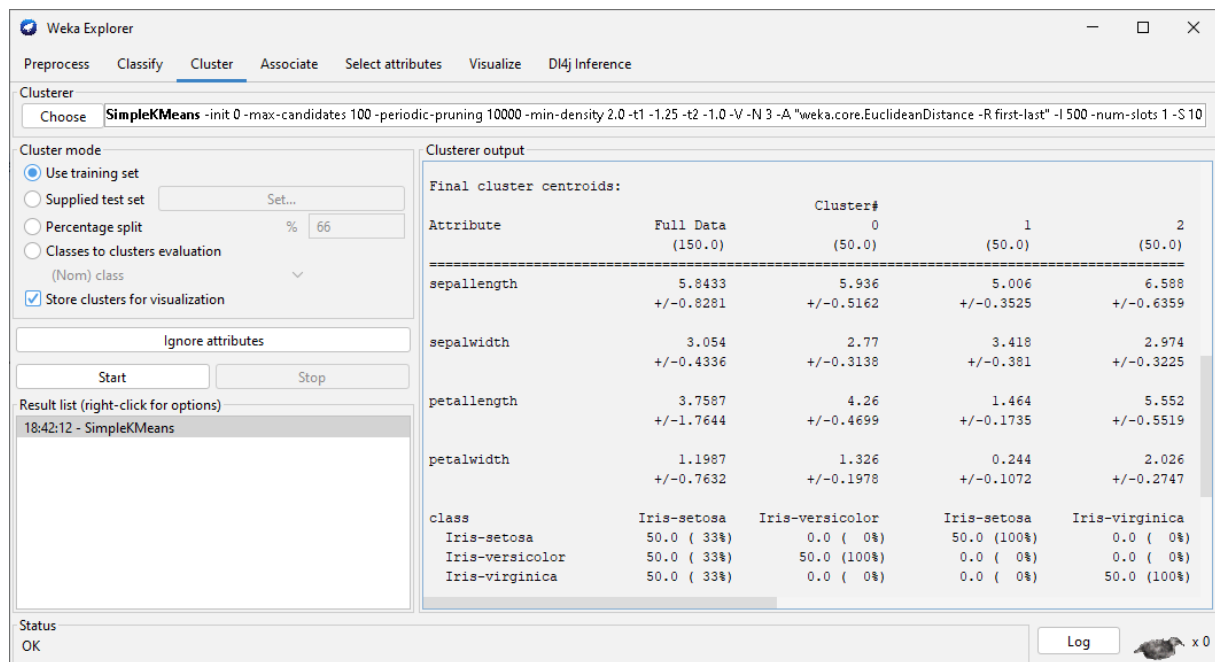 Weka Explorer
Preprocess Classify Cluster Associate Select attributes Visualize Dl4j Inference
Clusterer
Choose SimpleKMeans -init 0 -max-candidates 100 -periodic-pruning 10000 -min-density 2.0 -t1 -1.25 -t2 -1.0 -V -N 3 -A "weka.core.EuclideanDistance -R first-last" -I 500 -num-slots 1 -S 10
Cluster mode
Use training set
Supplied test set Set...
Percentage split % 66
Classes to clusters evaluation
(Nom) class
Store clusters for visualization
Ignore attributes
Start Stop
Result list (right-click for options)
18:42:12 - SimpleKMeans
Clusterer output
Final cluster centroids:
Cluster#
Attribute Full Data 0 1 2
(150.0) (50.0) (50.0) (50.0)
==========================================================================================
sepallength 5.8433 5.936 5.006 6.588
+/-0.8281 +/-0.5162 +/-0.3525 +/-0.6359
sepalwidth 3.054 2.77 3.418 2.974
+/-0.4336 +/-0.3138 +/-0.381 +/-0.3225
petallength 3.7587 4.26 1.464 5.552
+/-1.7644 +/-0.4699 +/-0.1735 +/-0.5519
petalwidth 1.1987 1.326 0.244 2.026
+/-0.7632 +/-0.1978 +/-0.1072 +/-0.2747
class Iris-setosa Iris-versicolor Iris-setosa Iris-virginica
Iris-setosa 50.0 ( 33%) 0.0 ( 0%) 50.0 (100%) 0.0 ( 0%)
Iris-versicolor 50.0 ( 33%) 50.0 (100%) 0.0 ( 0%) 0.0 ( 0%)
Iris-virginica 50.0 ( 33%) 0.0 ( 0%) 0.0 ( 0%) 50.0 (100%)
Status
OK
Log x 0